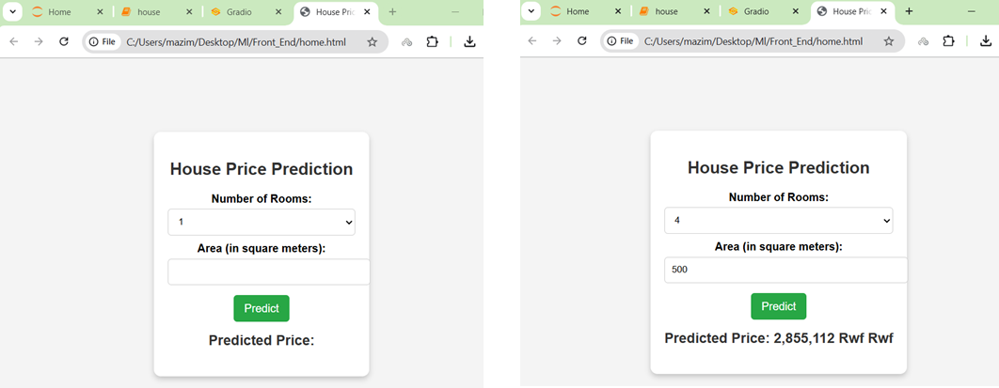 Home
house
Gradio
House Pric
File
C:/Users/mazim/Desktop/Ml/Front_End/home.html
House Price Prediction
Number of Rooms:
1
Area (in square meters):
Predict
Predicted Price:
Home
house
Gradio
House Pric
File
C:/Users/mazim/Desktop/Ml/Front_End/home.html
House Price Prediction
Number of Rooms:
4
Area (in square meters):
500
Predict
Predicted Price: 2,855,112 Rwf Rwf